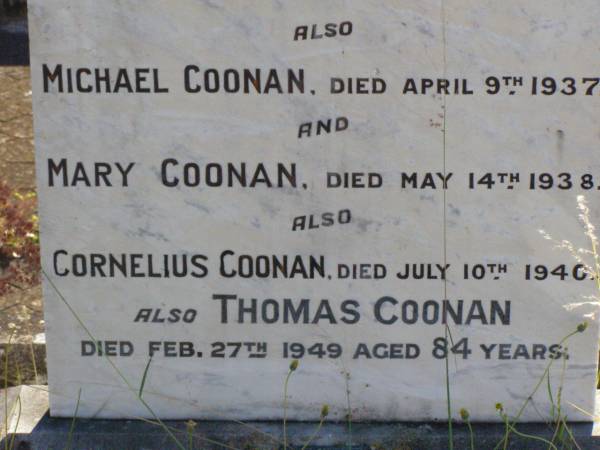 ALSO
MICHAEL COONAN, DIED APRIL 9TH 1937
AND
MARY COONAN, DIED MAY 14TH 1938.
ALSO
CORNELIUS COONAN, DIED JULY 10TH 1940.
ALSO THOMAS COONAN
DIED FEB. 27TH 1949 AGED 84 YEARS.